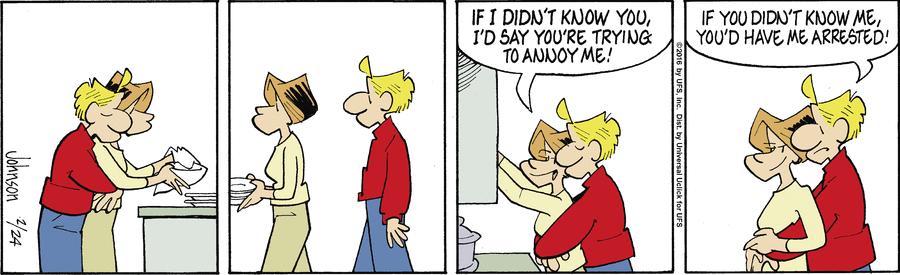 Johnson 2/24
IF I DIDN'T KNOW YOU,
I'D SAY YOU'RE TRYING
TO ANNOY ME!
©2016 by UFS, Inc. Dist. by Universal Uclick for UFS
IF YOU DIDN'T KNOW ME,
YOU'D HAVE ME ARRESTED!